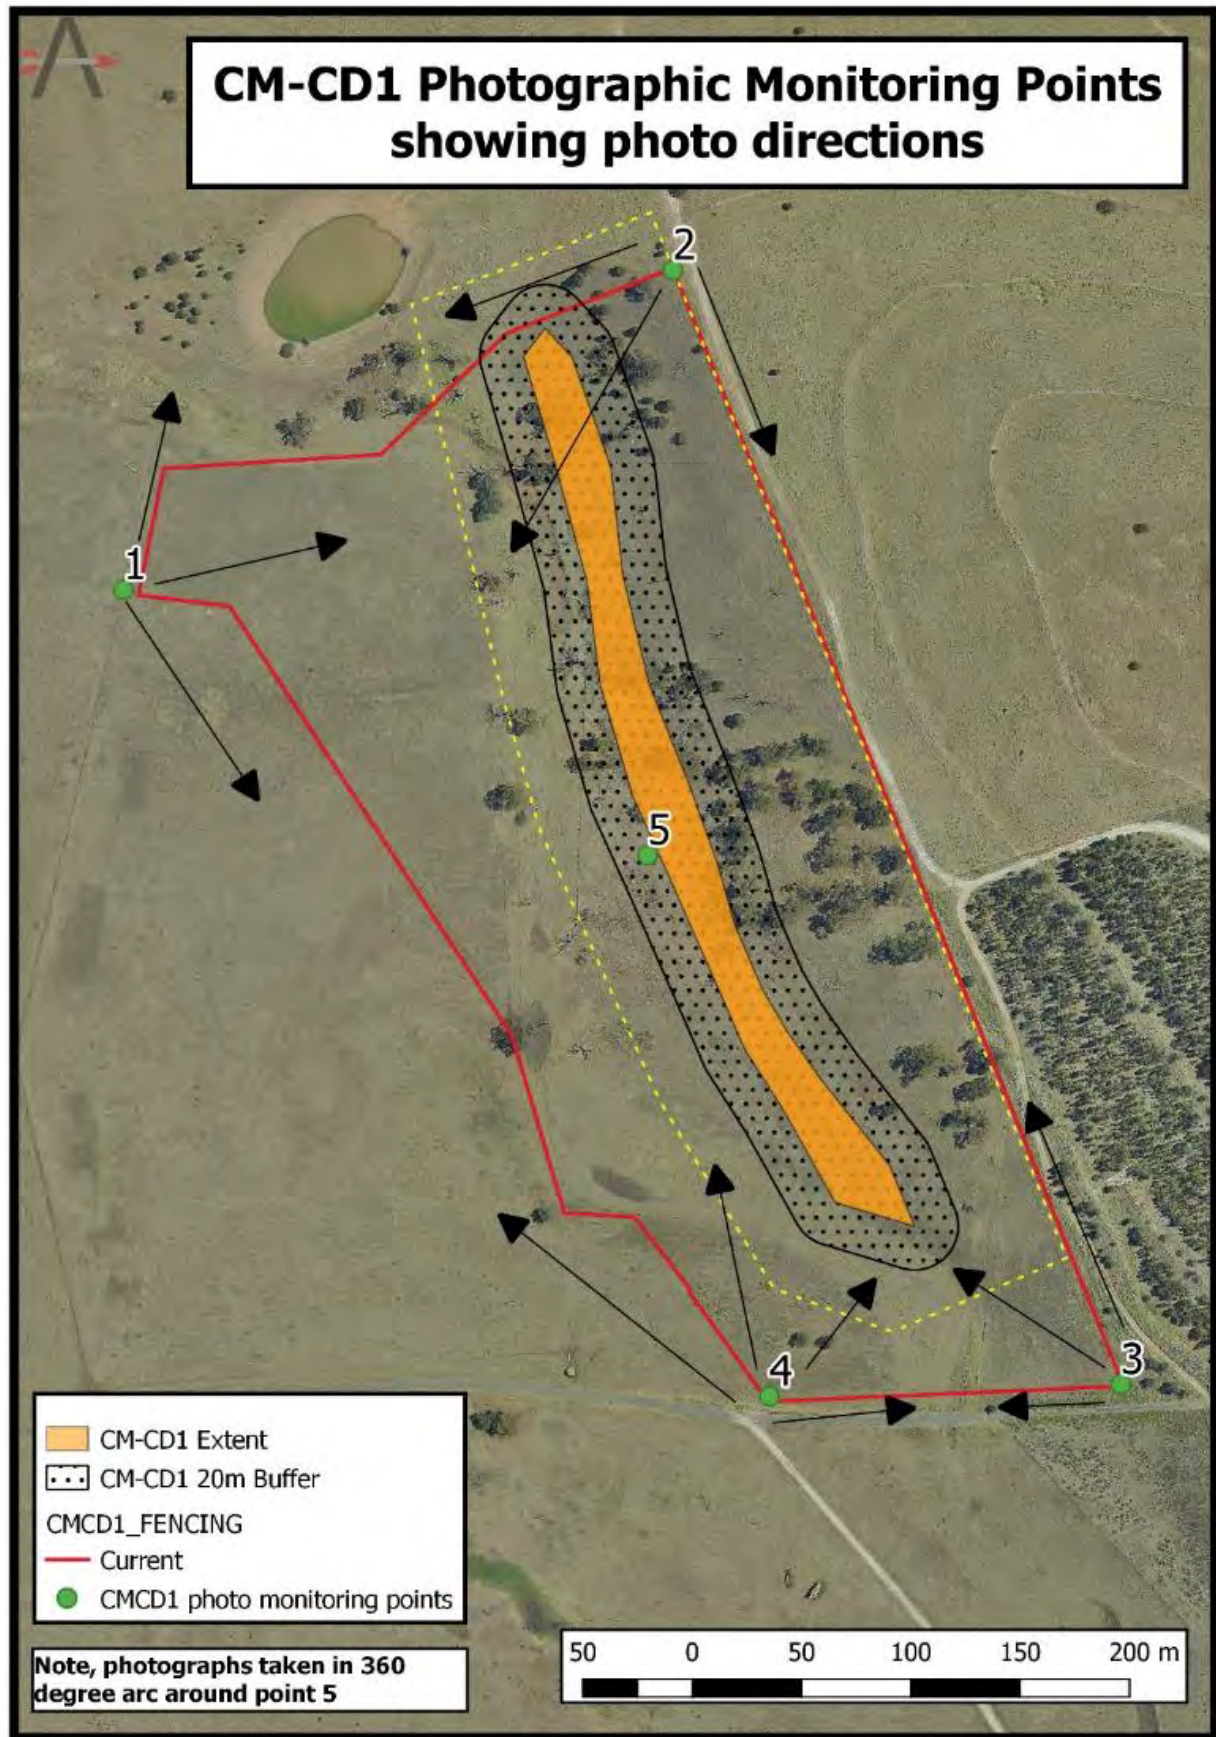 CM-CD1 Photographic Monitoring Points
showing photo directions
2
1
5
4
3
CM-CD1 Extent
CM-CD1 20m Buffer
CMCD1_FENCING
Current
CMCD1 photo monitoring points
Note, photographs taken in 360
degree arc around point 5
50 0 50 100 150 200 m